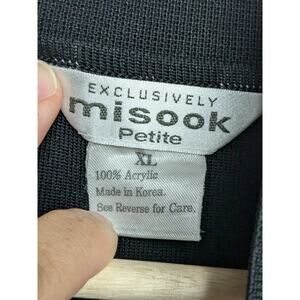 EXCLUSIVELY
misook
Petite
XL
100% Acrylic
Made in Korea.
See Reverse for Care.